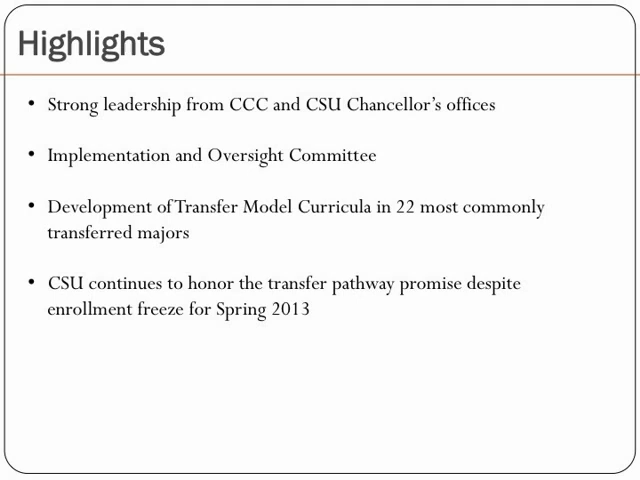 Highlights
• Strong leadership from CCC and CSU Chancellor’s offices
• Implementation and Oversight Committee
• Development of Transfer Model Curricula in 22 most commonly
transferred majors
• CSU continues to honor the transfer pathway promise despite
enrollment freeze for Spring 2013